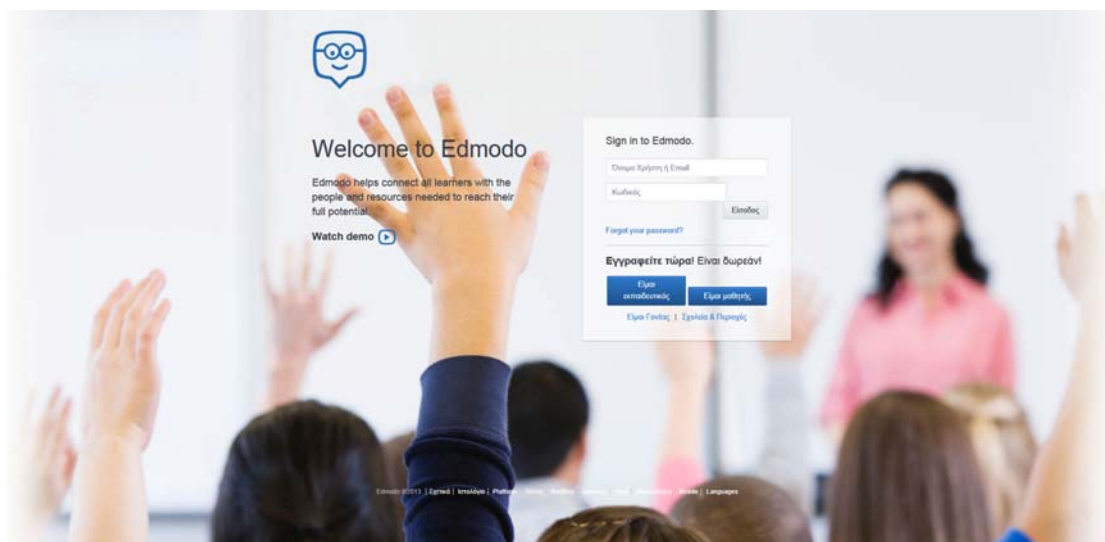 Welcome to Edmodo
Edmodo helps connect all learners with the
people and resources needed to reach their
full potential.
Watch demo
Sign in to Edmodo.
Όνομα Χρήστη ή Email
Κωδικός
Είσοδος
Forgot your password?
Εγγραφείτε τώρα! Είναι δωρεάν!
Είμαι
εκπαιδευτικός
Είμαι μαθητής
Είμαι Γονέας | Σχολεία & Περιοχές
Edmodo ©2013 | Σχετικά | Ιστολόγιο | Platform | Mobile | Languages